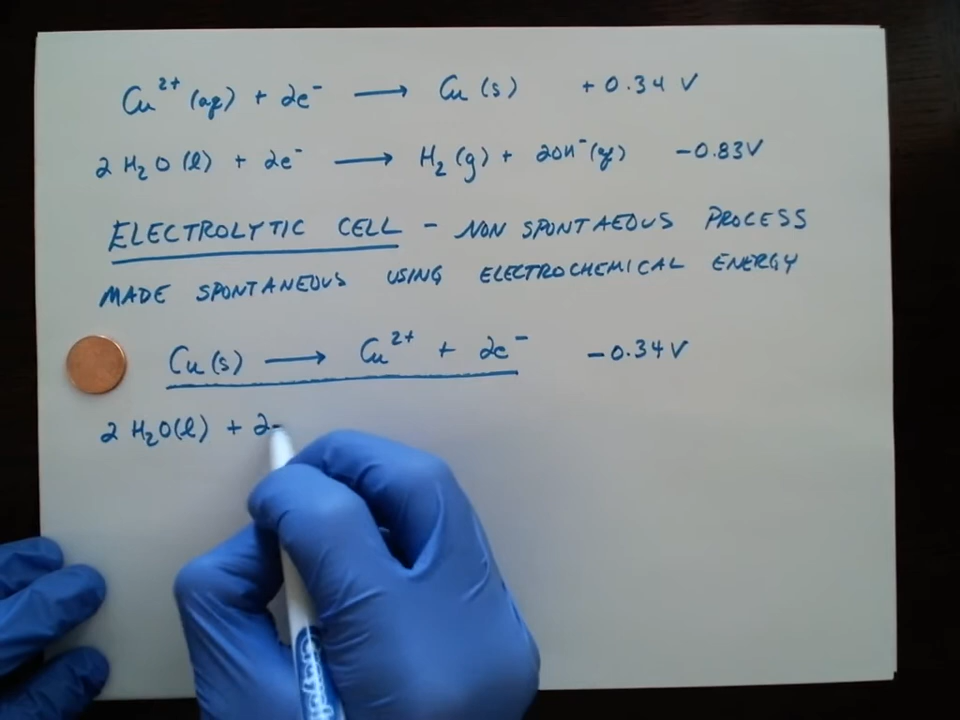 Cu²⁺(aq) + 2e⁻ ⟶ Cu(s) +0.34 V
2 H₂O(l) + 2e⁻ ⟶ H₂(g) + 2OH⁻(aq) -0.83V
ELECTROLYTIC CELL - NON SPONTAEOUS PROCESS
MADE SPONTANEOUS USING ELECTROCHEMICAL ENERGY
Cu(s) ⟶ Cu²⁺ + 2e⁻ -0.34V
2 H₂O(l) + 2